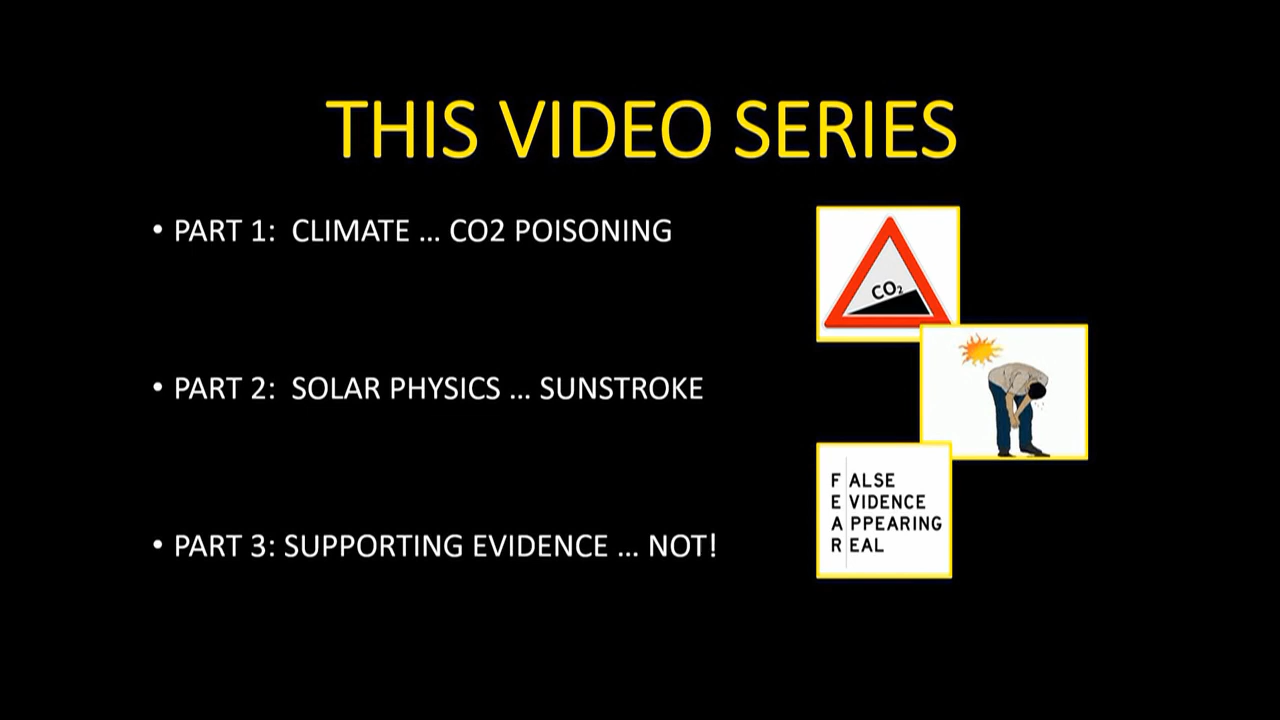 THIS VIDEO SERIES
• PART 1:  CLIMATE ... CO2 POISONING
CO₂
• PART 2:  SOLAR PHYSICS ... SUNSTROKE
FALSE
EVIDENCE
APPEARING
REAL
• PART 3: SUPPORTING EVIDENCE ... NOT!